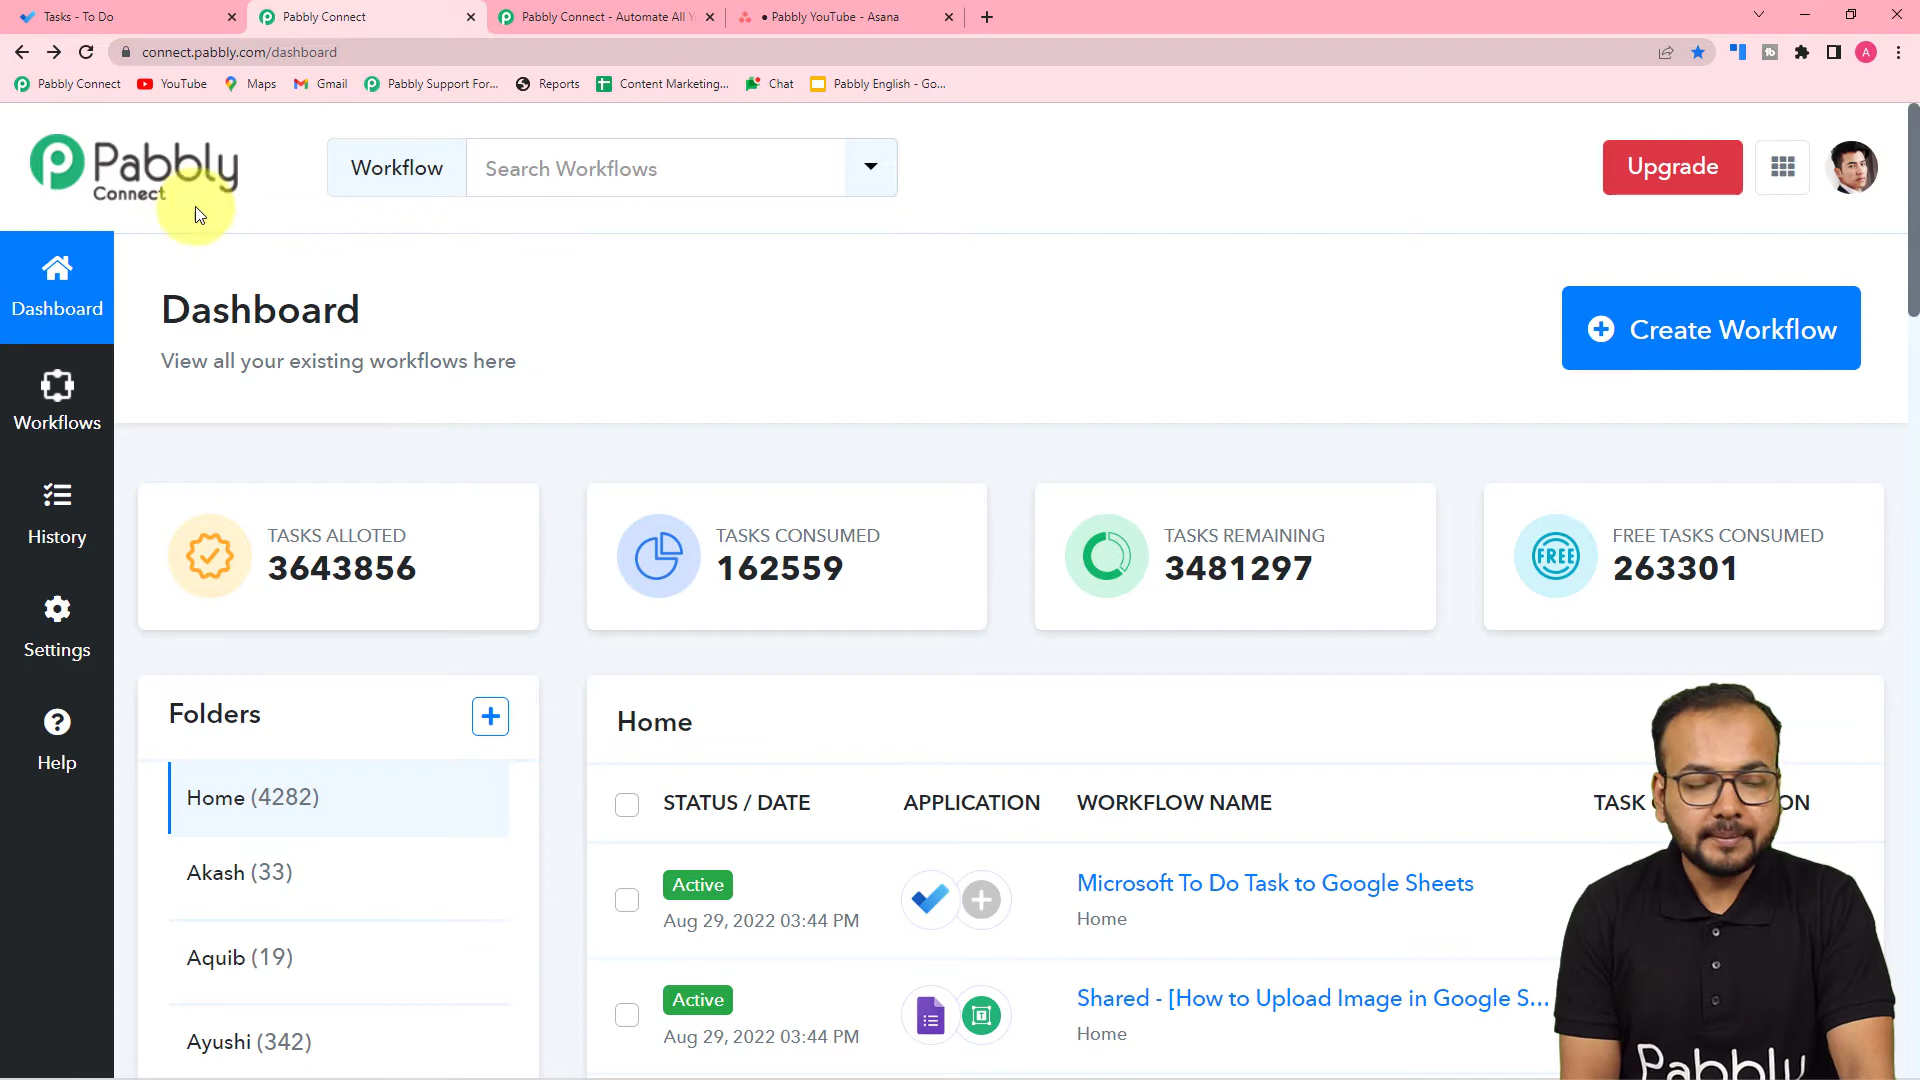 Tasks - To Do
Pabbly Connect
Pabbly Connect - Automate All Y
• Pabbly YouTube - Asana
connect.pabbly.com/dashboard
A
Pabbly Connect
YouTube
Maps
Gmail
Pabbly Support For...
Reports
Content Marketing...
Chat
Pabbly English - Go...
Pabbly
Connect
Workflow
Search Workflows
Upgrade
Dashboard
Workflows
History
Settings
Help
Dashboard
View all your existing workflows here
Create Workflow
TASKS ALLOTED
3643856
TASKS CONSUMED
162559
TASKS REMAINING
3481297
FREE
FREE TASKS CONSUMED
263301
Folders
Home (4282)
Akash (33)
Aquib (19)
Ayushi (342)
Home
STATUS / DATE
APPLICATION
WORKFLOW NAME
TASK
ON
Active
Aug 29, 2022 03:44 PM
Microsoft To Do Task to Google Sheets
Home
Active
Aug 29, 2022 03:44 PM
T
Shared - [How to Upload Image in Google S...
Home
Pabbly